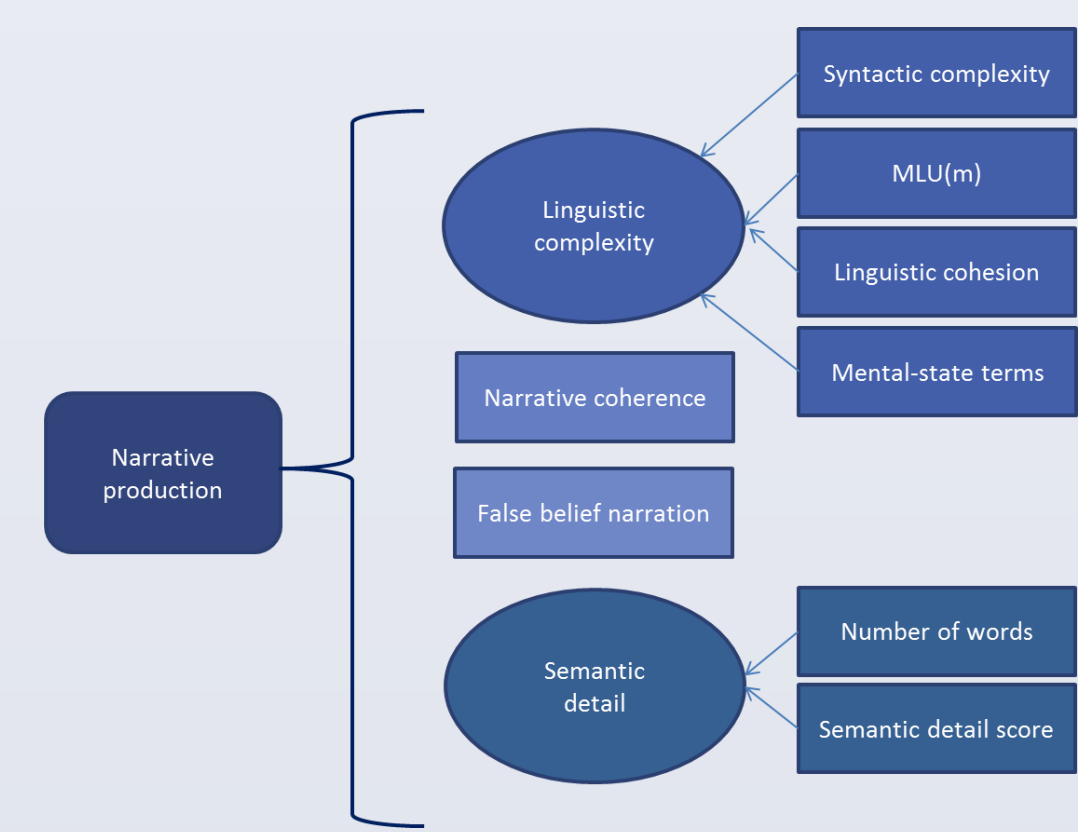 Narrative
production
Linguistic
complexity
Syntactic complexity
MLU(m)
Linguistic cohesion
Mental-state terms
Narrative coherence
False belief narration
Semantic
detail
Number of words
Semantic detail score